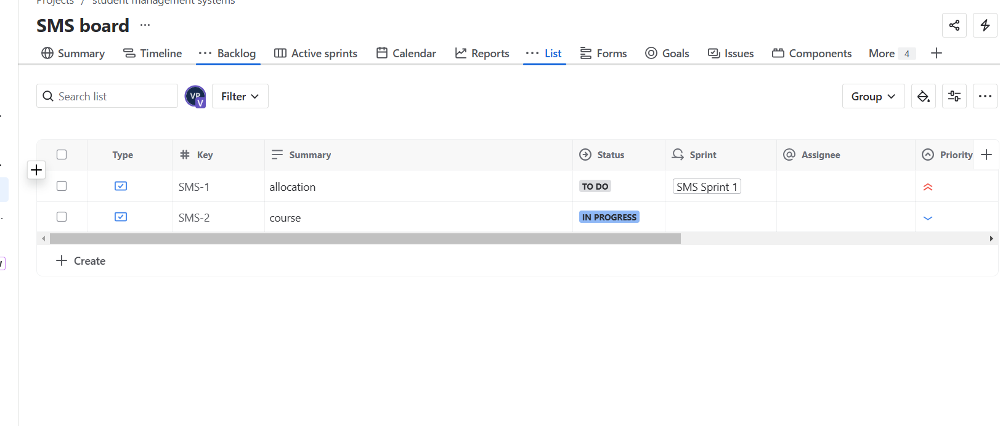 Projects / student management systems
SMS board ...
Summary Timeline ... Backlog Active sprints Calendar Reports ... List Forms Goals Issues Components More 4
Search list VP V Filter Group
Type Key Summary Status Sprint Assignee Priority
SMS-1 allocation TO DO SMS Sprint 1
SMS-2 course IN PROGRESS
Create